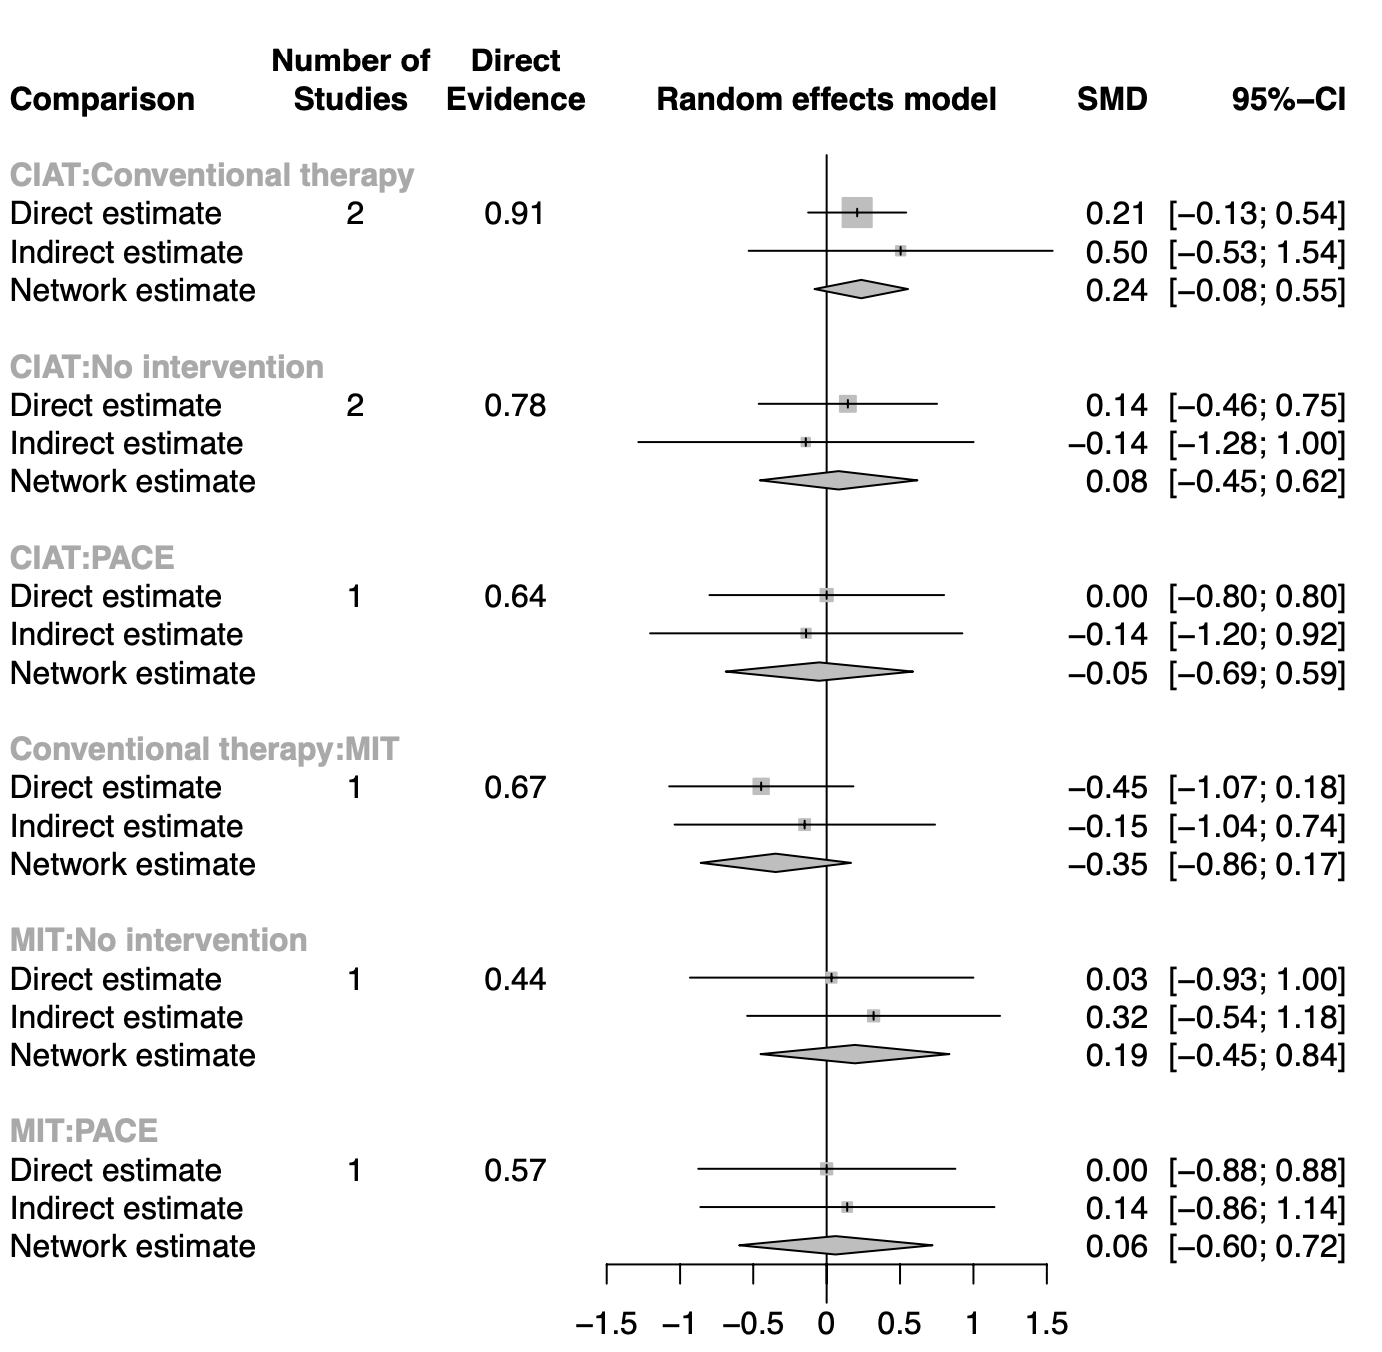 Number of Direct
Comparison Studies Evidence Random effects model SMD 95%−CI
CIAT:Conventional therapy
Direct estimate 2 0.91 0.21 [−0.13; 0.54]
Indirect estimate 0.50 [−0.53; 1.54]
Network estimate 0.24 [−0.08; 0.55]
CIAT:No intervention
Direct estimate 2 0.78 0.14 [−0.46; 0.75]
Indirect estimate −0.14 [−1.28; 1.00]
Network estimate 0.08 [−0.45; 0.62]
CIAT:PACE
Direct estimate 1 0.64 0.00 [−0.80; 0.80]
Indirect estimate −0.14 [−1.20; 0.92]
Network estimate −0.05 [−0.69; 0.59]
Conventional therapy:MIT
Direct estimate 1 0.67 −0.45 [−1.07; 0.18]
Indirect estimate −0.15 [−1.04; 0.74]
Network estimate −0.35 [−0.86; 0.17]
MIT:No intervention
Direct estimate 1 0.44 0.03 [−0.93; 1.00]
Indirect estimate 0.32 [−0.54; 1.18]
Network estimate 0.19 [−0.45; 0.84]
MIT:PACE
Direct estimate 1 0.57 0.00 [−0.88; 0.88]
Indirect estimate 0.14 [−0.86; 1.14]
Network estimate 0.06 [−0.60; 0.72]
−1.5 −1 −0.5 0 0.5 1 1.5